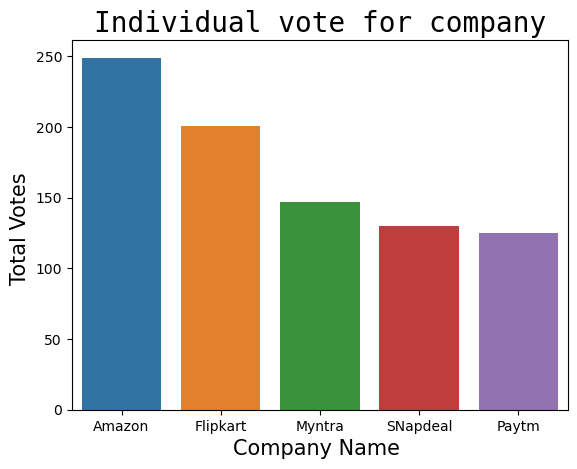 Individual vote for company
250
200
150
100
50
0
Total Votes
Amazon Flipkart Myntra SNapdeal Paytm
Company Name